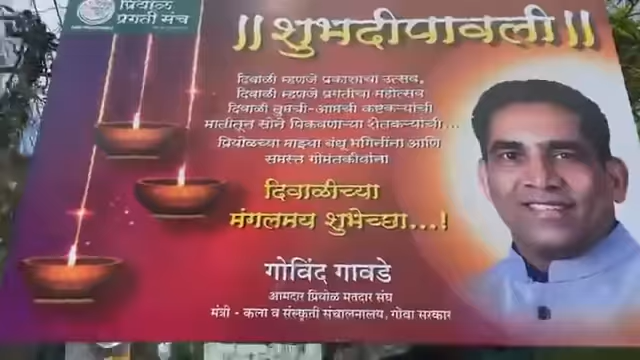 प्रियोळ
प्रगती संच
॥ शुभदीपावली ॥
दिवाळी म्हणजे प्रकाशाचा उत्सव,
दिवाळी म्हणजे प्रगतीचा महोत्सव
दिवाळी तुमची-आमची कष्टकऱ्यांची
मातीतून सोने पिकवणाऱ्या शेतकऱ्यांची...
प्रियोळच्या माझ्या बंधू भगिनींना आणि
समस्त गोमंतकीयांना
दिवाळीच्या
मंगलमय शुभेच्छा...!
गोविंद गावडे
आमदार प्रियोळ मतदार संघ
मंत्री - कला व संस्कृती संचालनालय, गोवा सरकार